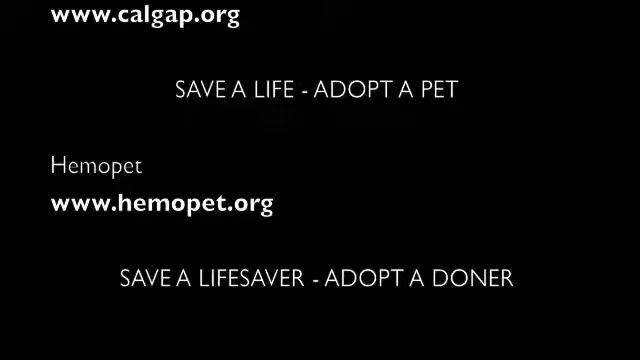 www.calgap.org
SAVE A LIFE - ADOPT A PET
Hemopet
www.hemopet.org
SAVE A LIFESAVER - ADOPT A DONER